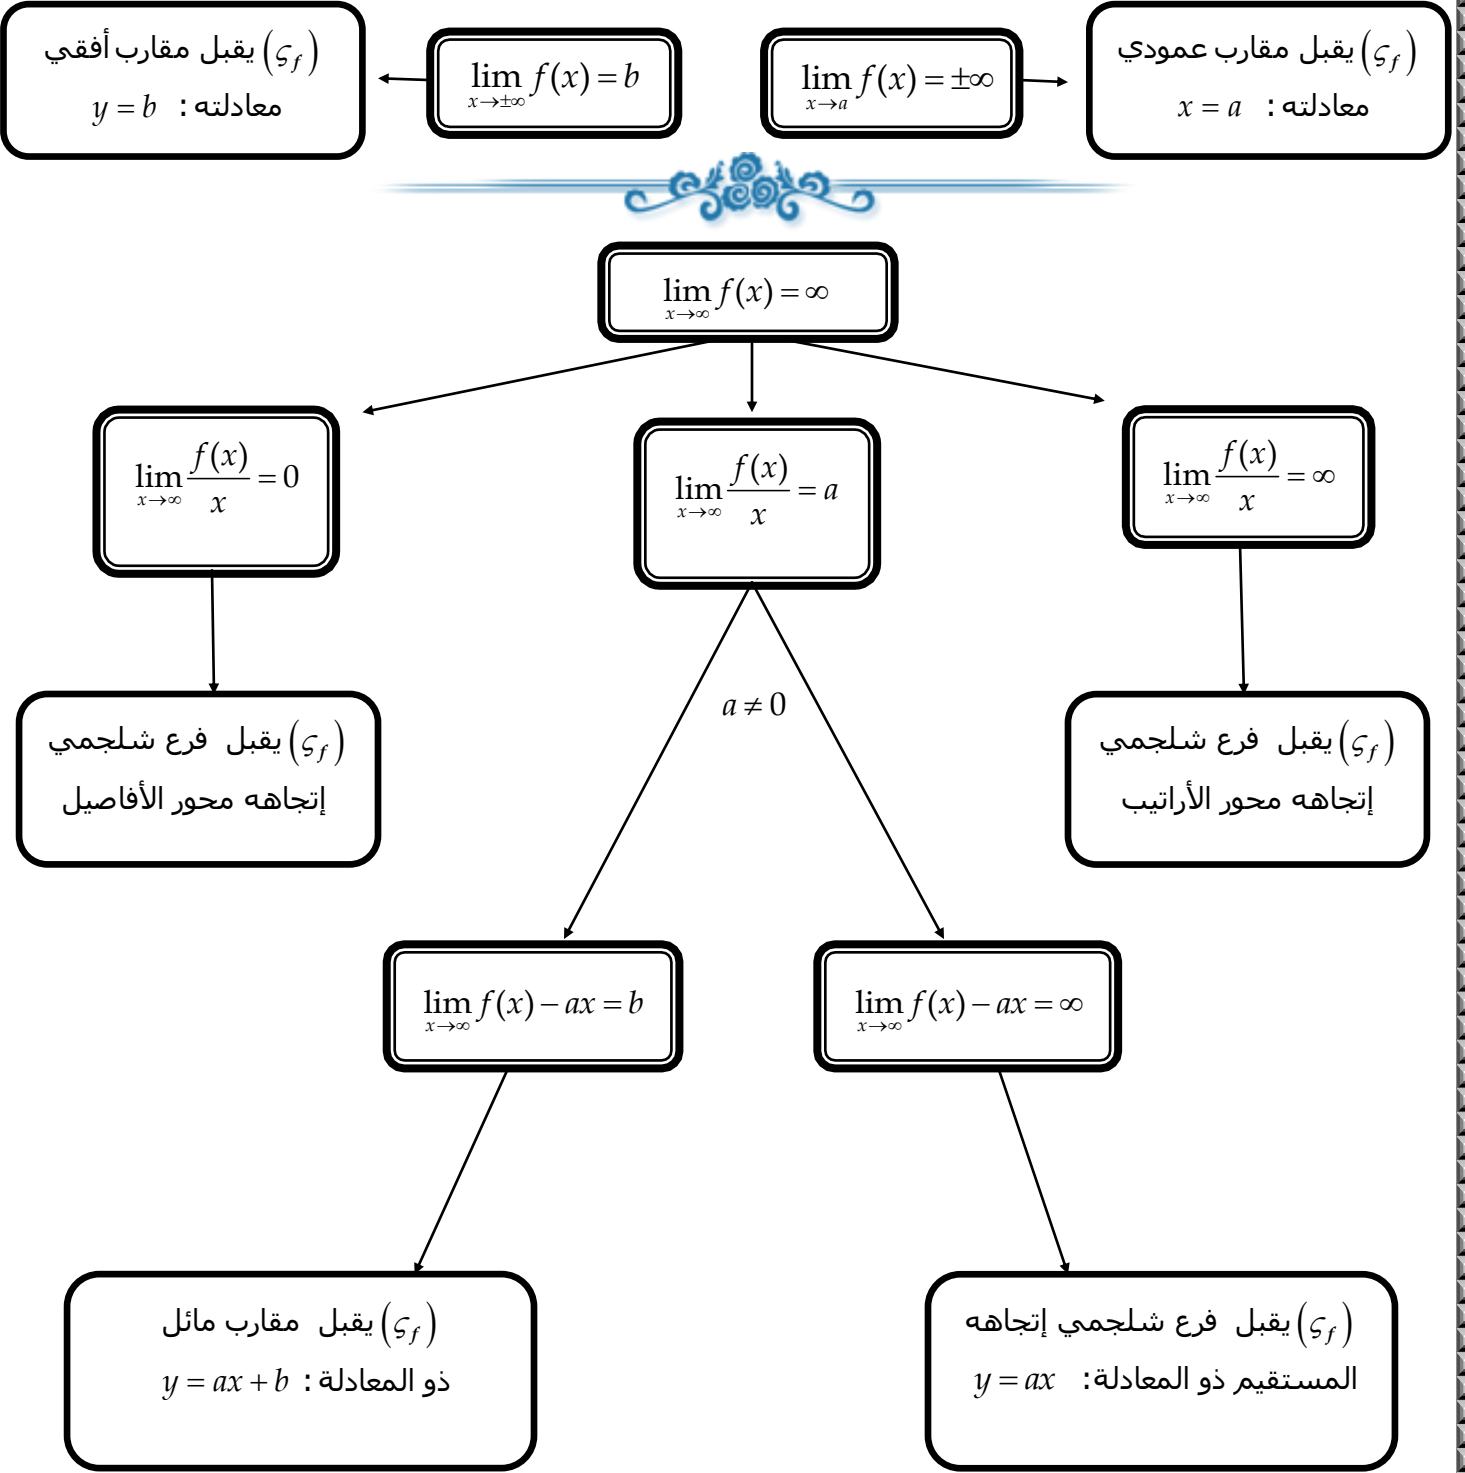 (ς_f) يقبل مقارب عمودي
معادلته : x = a
lim_{x→a} f(x) = ±∞
lim_{x→±∞} f(x) = b
(ς_f) يقبل مقارب أفقي
معادلته : y = b
lim_{x→∞} f(x) = ∞
lim_{x→∞} f(x)/x = ∞
lim_{x→∞} f(x)/x = a
lim_{x→∞} f(x)/x = 0
a ≠ 0
(ς_f) يقبل فرع شلجمي
إتجاهه محور الأراتيب
(ς_f) يقبل فرع شلجمي
إتجاهه محور الأفاصيل
lim_{x→∞} f(x) − ax = ∞
lim_{x→∞} f(x) − ax = b
(ς_f) يقبل فرع شلجمي إتجاهه
المستقيم ذو المعادلة: y = ax
(ς_f) يقبل مقارب مائل
ذو المعادلة : y = ax + b